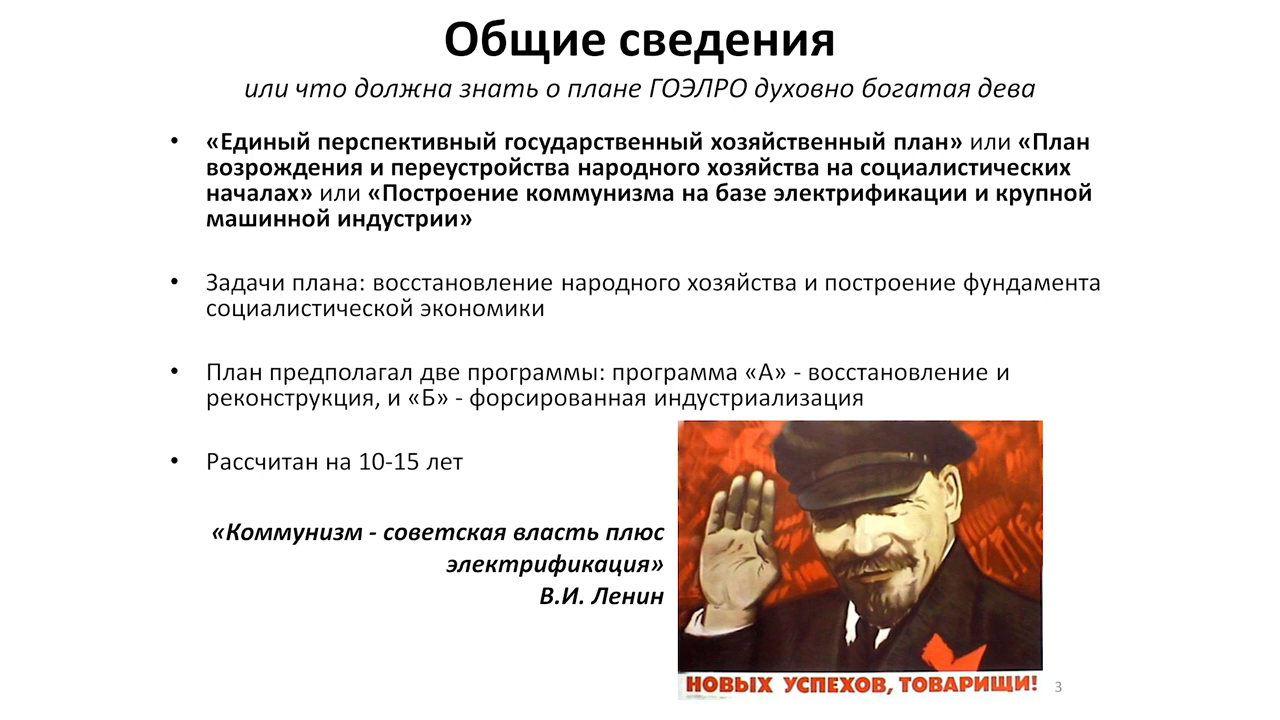 Общие сведения
или что должна знать о плане ГОЭЛРО духовно богатая дева
• «Единый перспективный государственный хозяйственный план» или «План
возрождения и переустройства народного хозяйства на социалистических
началах» или «Построение коммунизма на базе электрификации и крупной
машинной индустрии»
• Задачи плана: восстановление народного хозяйства и построение фундамента
социалистической экономики
• План предполагал две программы: программа «А» - восстановление и
реконструкция, и «Б» - форсированная индустриализация
• Рассчитан на 10-15 лет
«Коммунизм - советская власть плюс
электрификация»
В.И. Ленин
НОВЫХ УСПЕХОВ, ТОВАРИЩИ!
3